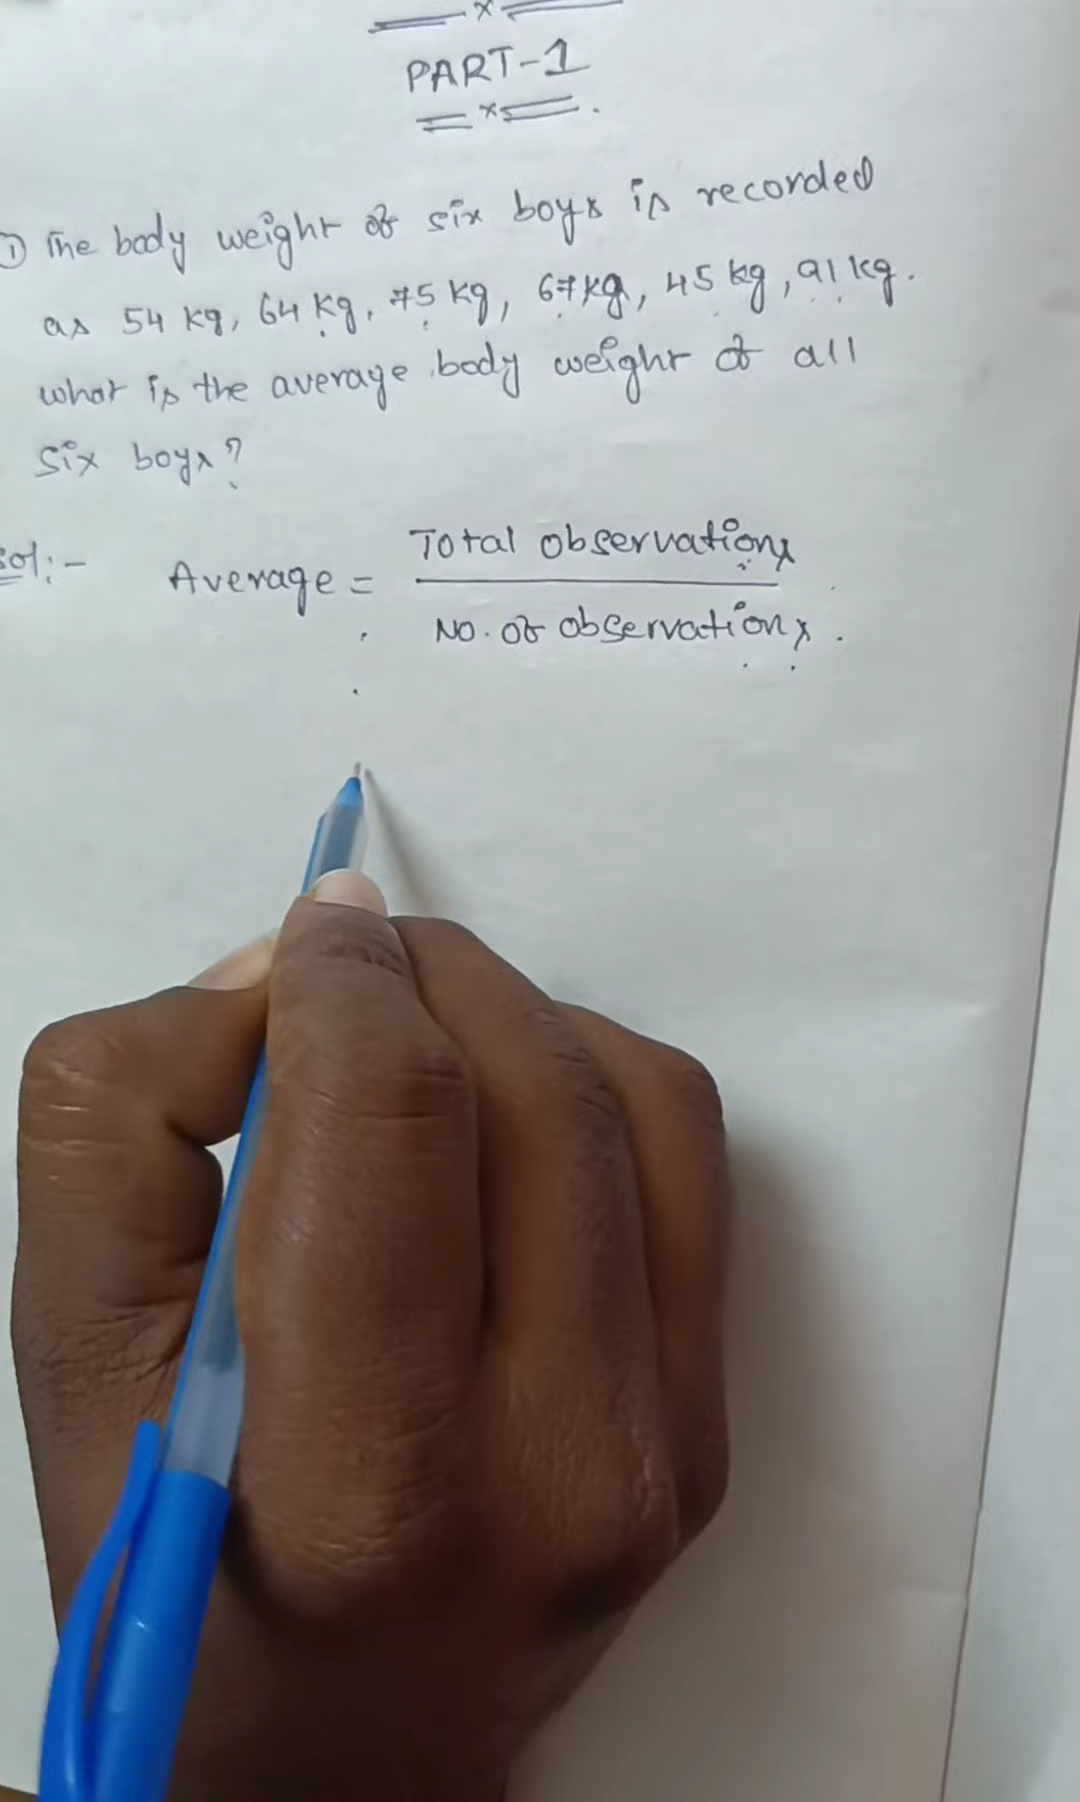 PART-1
① The body weight of six boys is recorded
as 54 kg, 64 kg, 75 kg, 67 kg, 45 kg, 91 kg.
what is the average body weight of all
six boys?
Sol:- Average = Total observations
No. of observations.